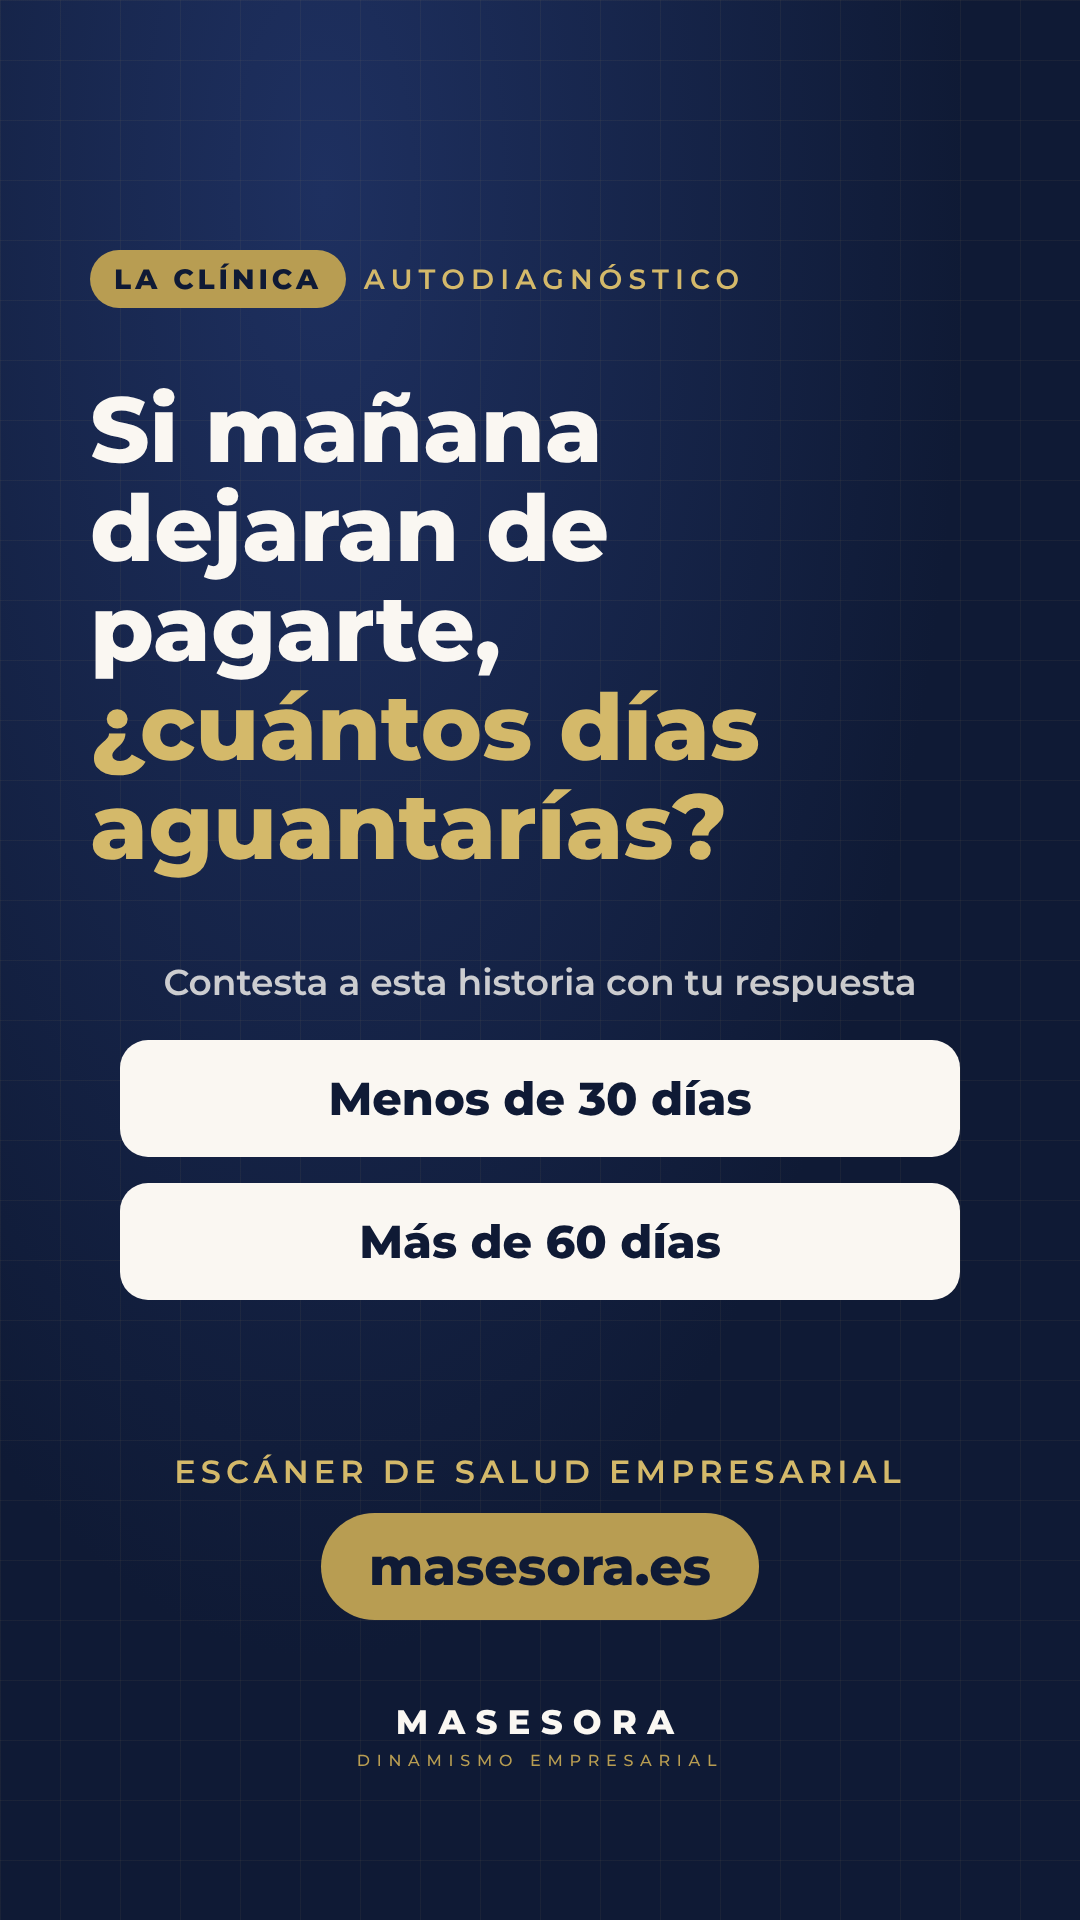 LA CLÍNICA AUTODIAGNÓSTICO
Si mañana
dejaran de
pagarte,
¿cuántos días
aguantarías?
Contesta a esta historia con tu respuesta
Menos de 30 días
Más de 60 días
ESCÁNER DE SALUD EMPRESARIAL
masesora.es
MASESORA
DINAMISMO EMPRESARIAL